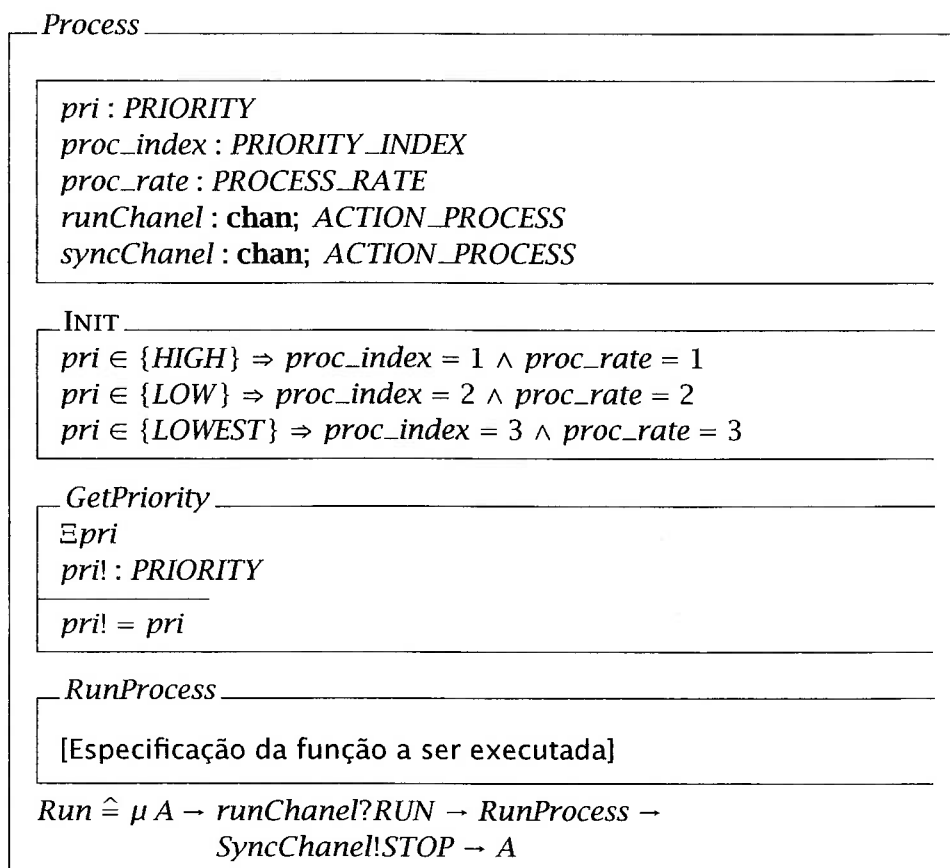 Process
pri : PRIORITY
proc_index : PRIORITY_INDEX
proc_rate : PROCESS_RATE
runChanel : chan; ACTION_PROCESS
syncChanel : chan; ACTION_PROCESS
INIT
pri ∈ {HIGH} ⇒ proc_index = 1 ∧ proc_rate = 1
pri ∈ {LOW} ⇒ proc_index = 2 ∧ proc_rate = 2
pri ∈ {LOWEST} ⇒ proc_index = 3 ∧ proc_rate = 3
GetPriority
Ξpri
pri! : PRIORITY
pri! = pri
RunProcess
[Especificação da função a ser executada]
Run ≙ μ A → runChanel?RUN → RunProcess →
SyncChanel!STOP → A